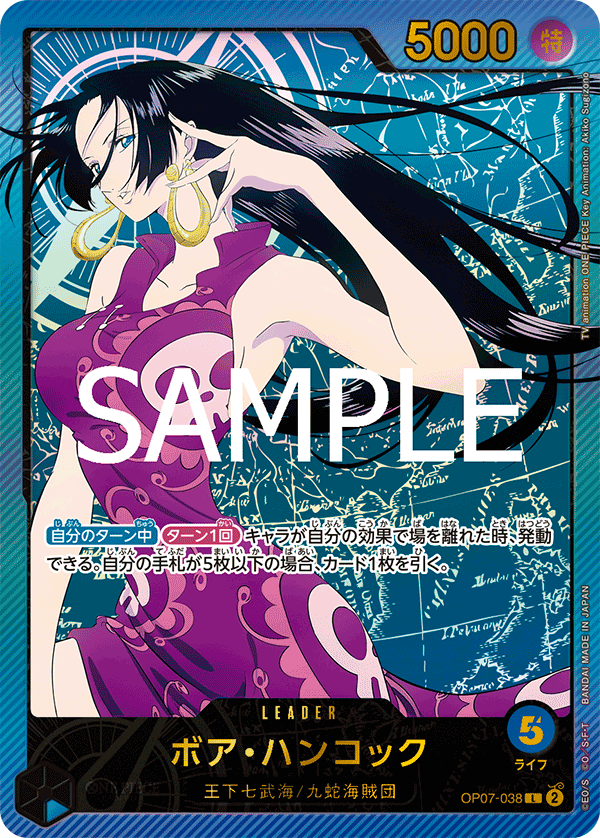 5000 特
TV animation ONE PIECE Key Animation: Akiko Sugizono
SAMPLE
自分のターン中 ターン1回 キャラが自分の効果で場を離れた時、発動
できる。自分の手札が5枚以下の場合、カード1枚を引く。
LEADER
ボア・ハンコック
5
ライフ
王下七武海/九蛇海賊団
ONE PIECE
OP07-038 L 2
©E.O/S. ©O/S.F.T BANDAI MADE IN JAPAN